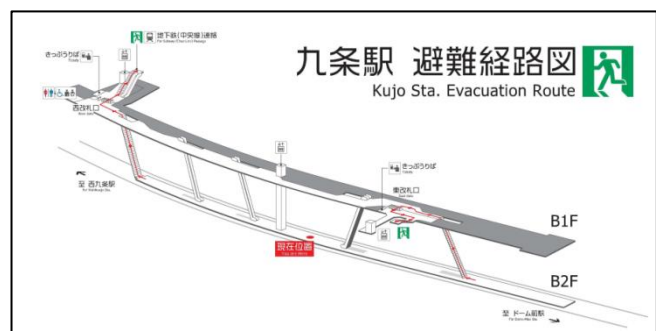 九条駅 避難経路図
Kujo Sta. Evacuation Route
地下鉄(中央線)連絡
きっぷうりば
西改札口
至 西九条駅
きっぷうりば
東改札口
現在位置
B1F
B2F
至 ドーム前駅